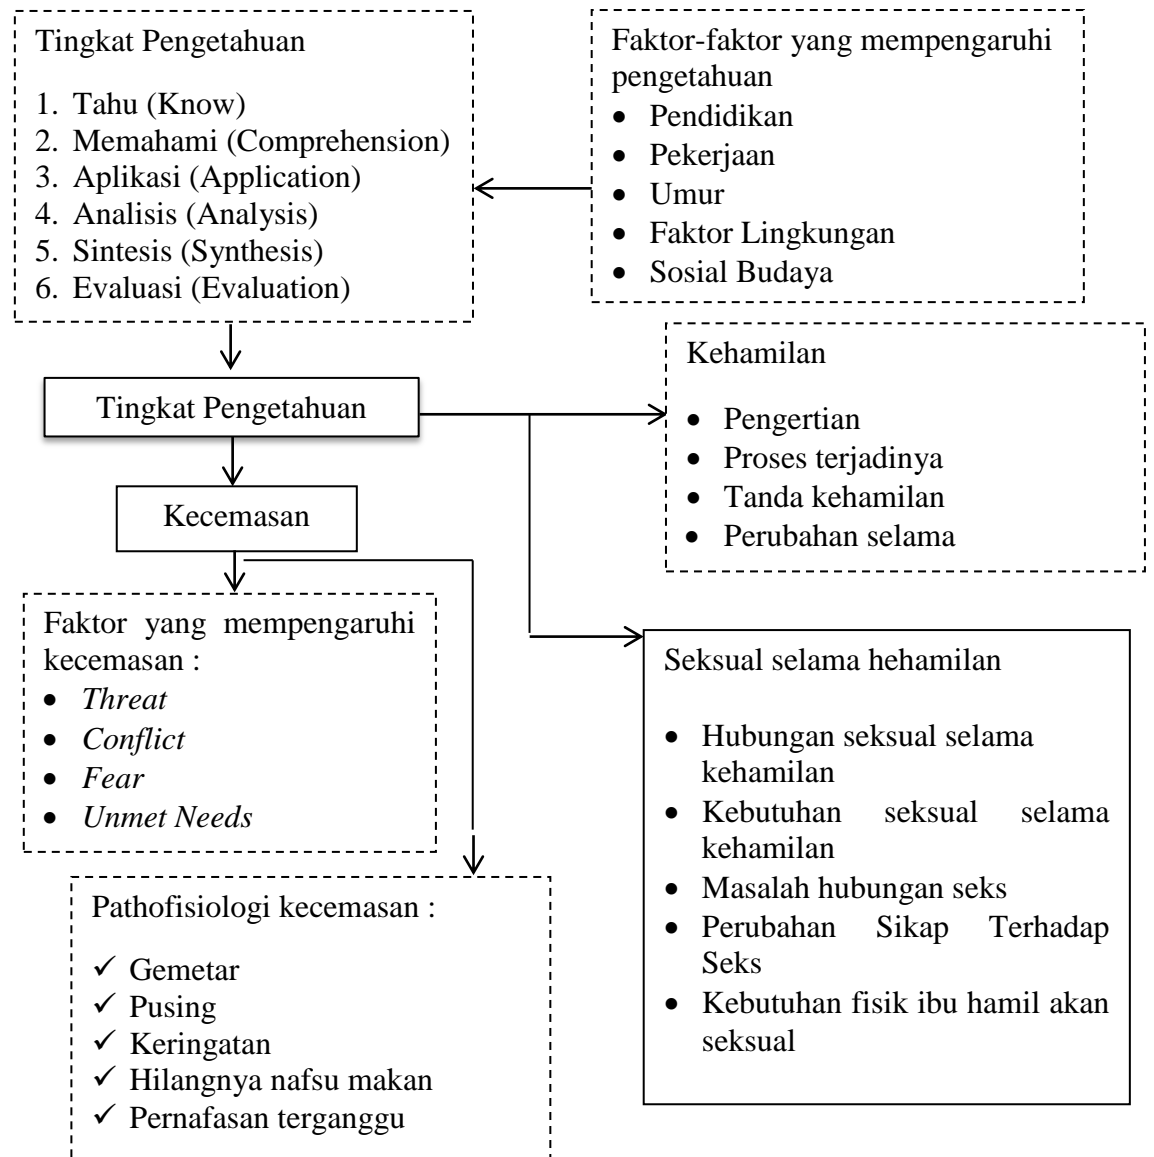 Tingkat Pengetahuan
1. Tahu (Know)
2. Memahami (Comprehension)
3. Aplikasi (Application)
4. Analisis (Analysis)
5. Sintesis (Synthesis)
6. Evaluasi (Evaluation)
Faktor-faktor yang mempengaruhi
pengetahuan
• Pendidikan
• Pekerjaan
• Umur
• Faktor Lingkungan
• Sosial Budaya
Tingkat Pengetahuan
Kehamilan
• Pengertian
• Proses terjadinya
• Tanda kehamilan
• Perubahan selama
Kecemasan
Faktor yang mempengaruhi
kecemasan :
• Threat
• Conflict
• Fear
• Unmet Needs
Seksual selama hehamilan
• Hubungan seksual selama
kehamilan
• Kebutuhan seksual selama
kehamilan
• Masalah hubungan seks
• Perubahan Sikap Terhadap
Seks
• Kebutuhan fisik ibu hamil akan
seksual
Pathofisiologi kecemasan :
✓ Gemetar
✓ Pusing
✓ Keringatan
✓ Hilangnya nafsu makan
✓ Pernafasan terganggu